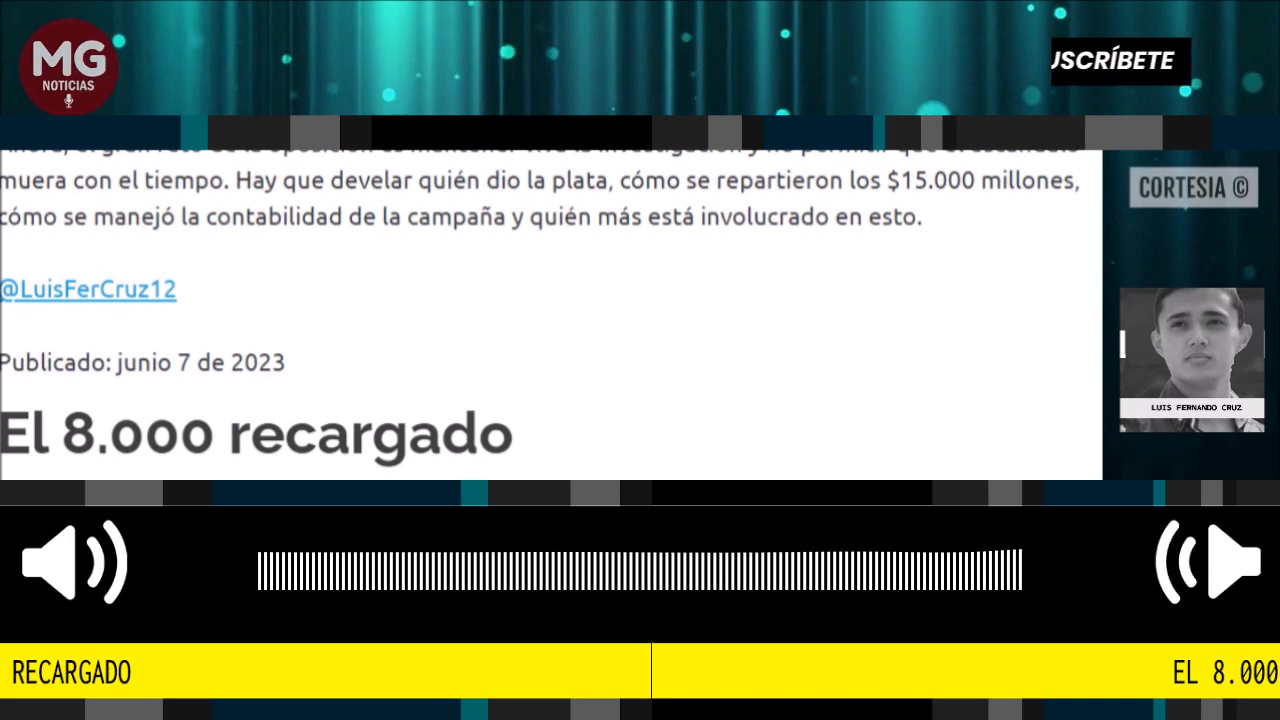 MG
NOTICIAS
USCRÍBETE
muera con el tiempo. Hay que develar quién dio la plata, cómo se repartieron los $15.000 millones,
cómo se manejó la contabilidad de la campaña y quién más está involucrado en esto.
CORTESIA ©
@LuisFerCruz12
Publicado: junio 7 de 2023
LUIS FERNANDO CRUZ
El 8.000 recargado
RECARGADO
EL 8.000